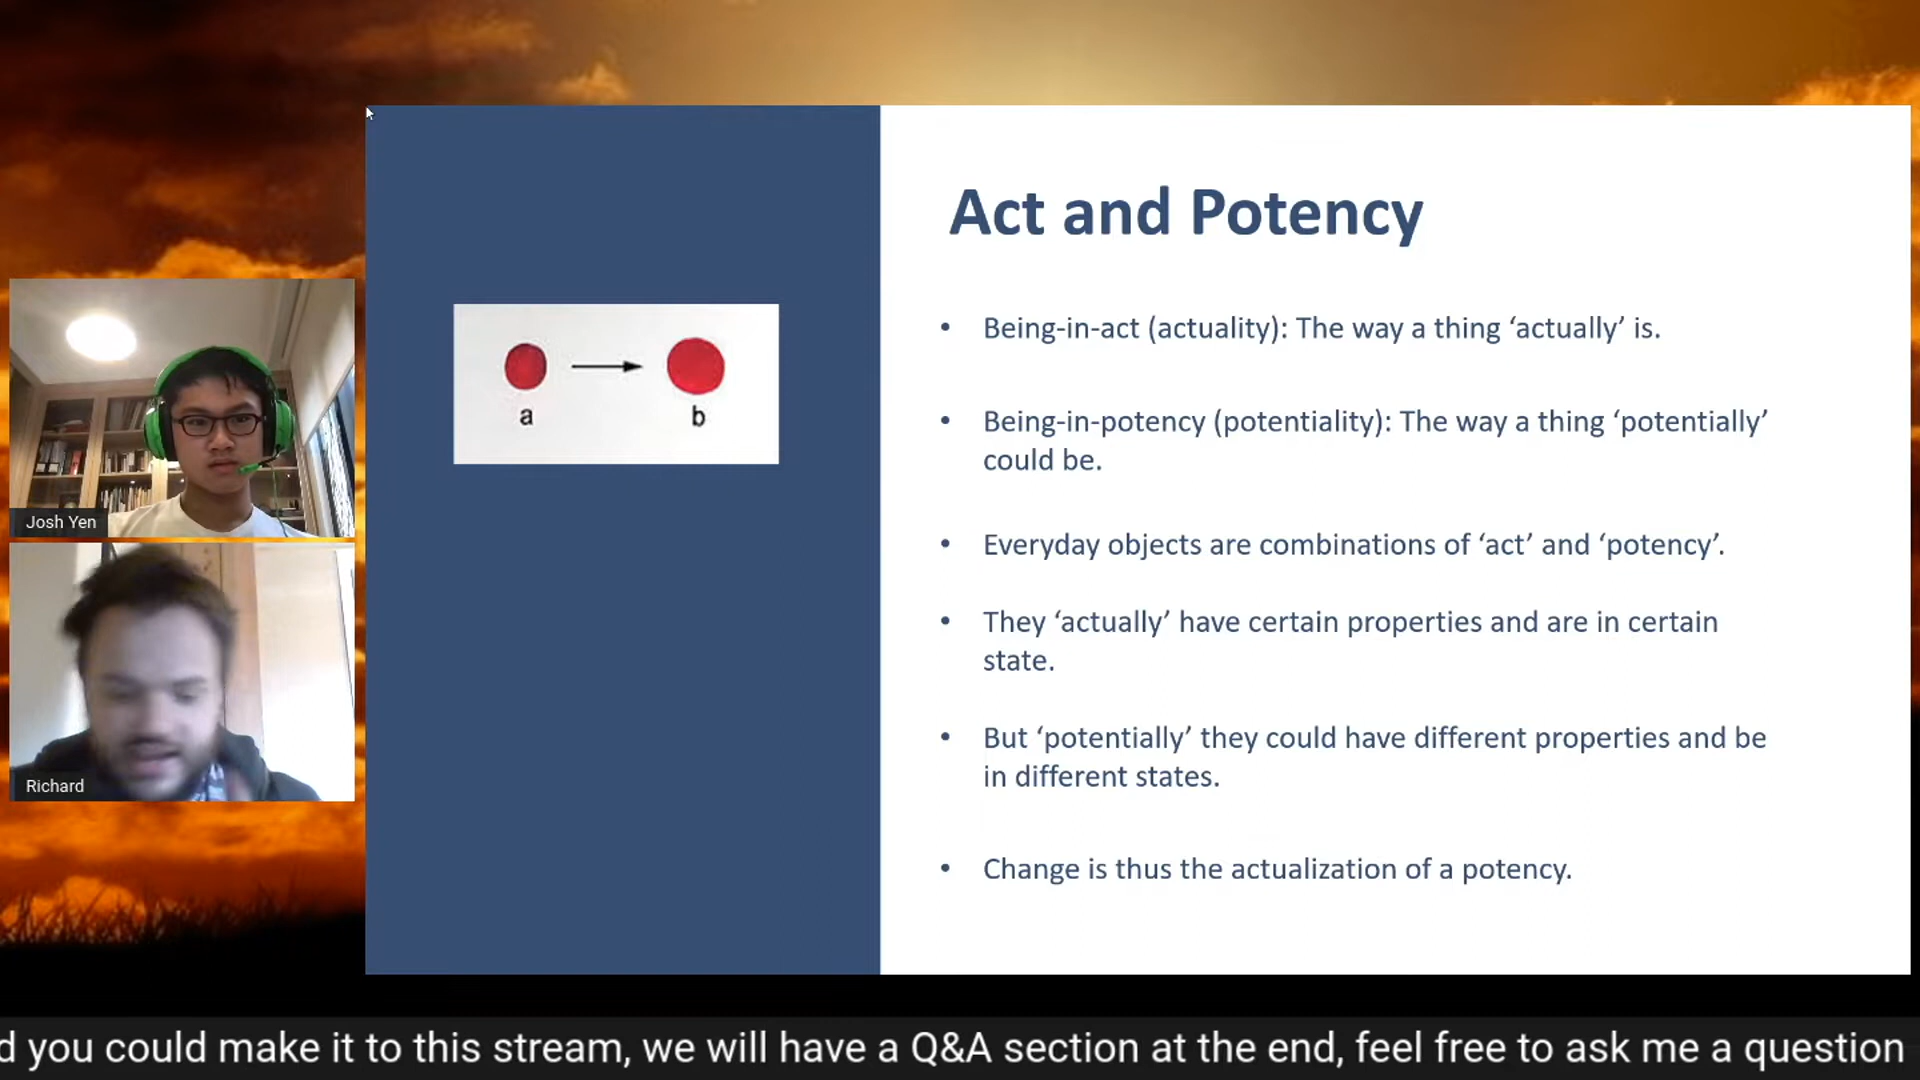 Act and Potency
• Being-in-act (actuality): The way a thing ‘actually’ is.
• Being-in-potency (potentiality): The way a thing ‘potentially’
could be.
• Everyday objects are combinations of ‘act’ and ‘potency’.
• They ‘actually’ have certain properties and are in certain
state.
• But ‘potentially’ they could have different properties and be
in different states.
• Change is thus the actualization of a potency.
a
b
Josh Yen
Richard
d you could make it to this stream, we will have a Q&A section at the end, feel free to ask me a question